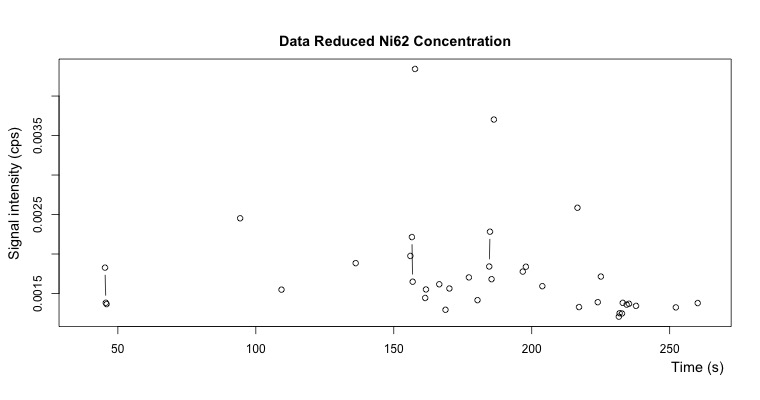 Data Reduced Ni62 Concentration
Signal intensity (cps)
0.0035
0.0025
0.0015
50 100 150 200 250
Time (s)